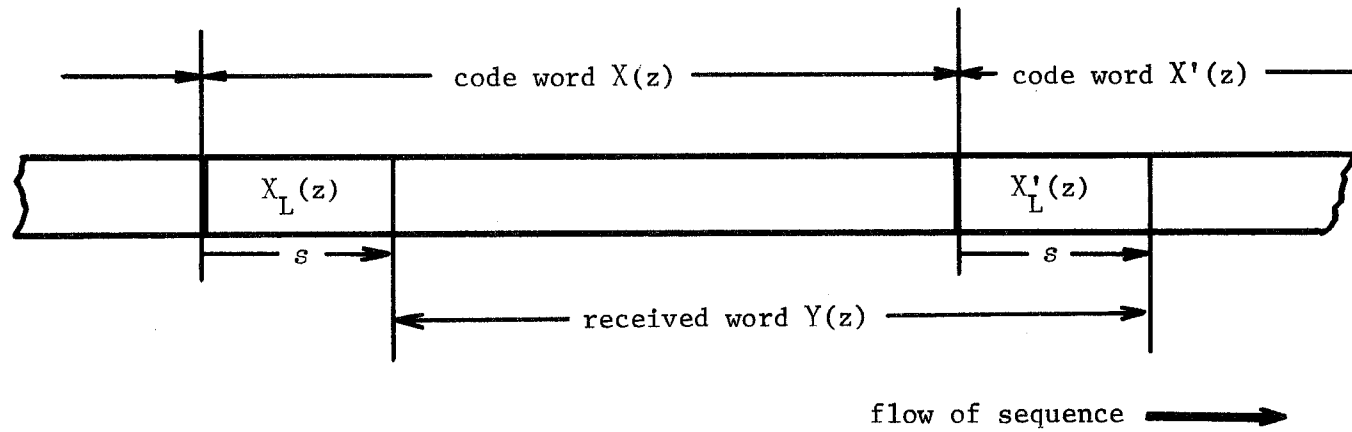 code word X(z) code word X'(z)
X_L(z) X'_L(z)
s s
received word Y(z)
flow of sequence